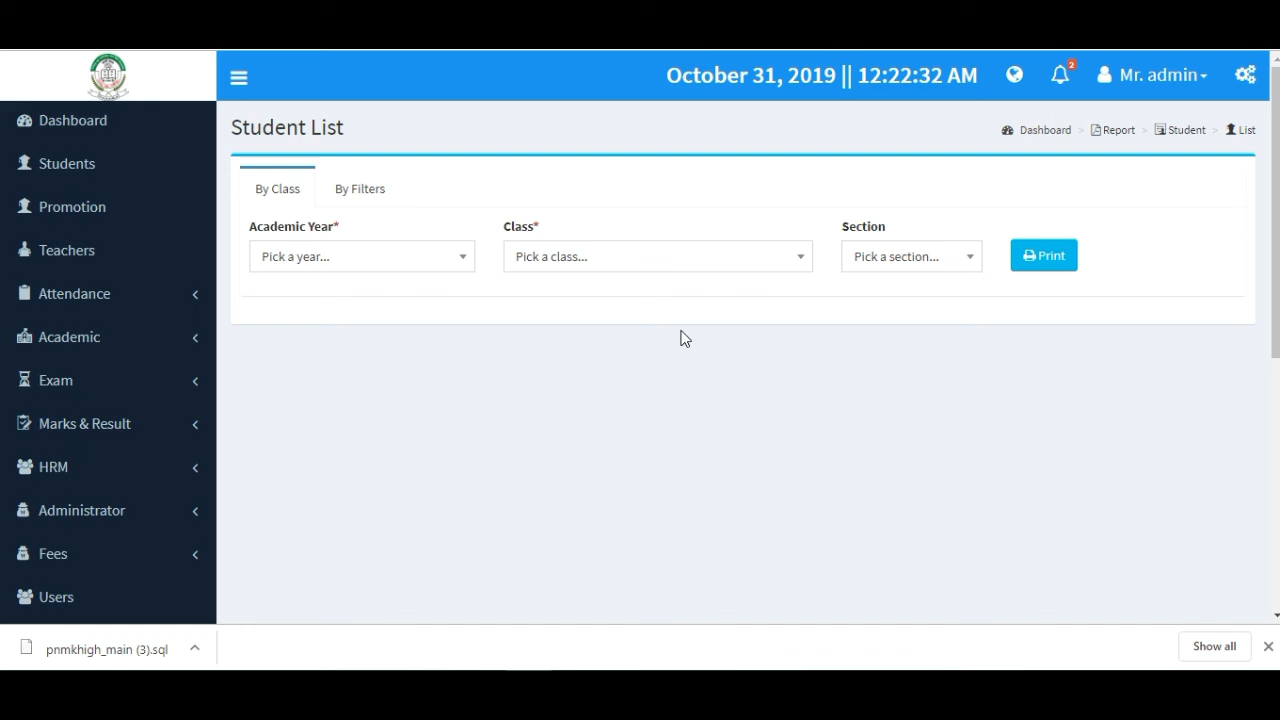 October 31, 2019 || 12:22:32 AM
2
Mr. admin
Dashboard
Students
Promotion
Teachers
Attendance
Academic
Exam
Marks & Result
HRM
Administrator
Fees
Users
Student List
Dashboard > Report > Student > List
By Class By Filters
Academic Year* Class* Section
Pick a year... Pick a class... Pick a section... Print
pnmkhigh_main (3).sql
Show all